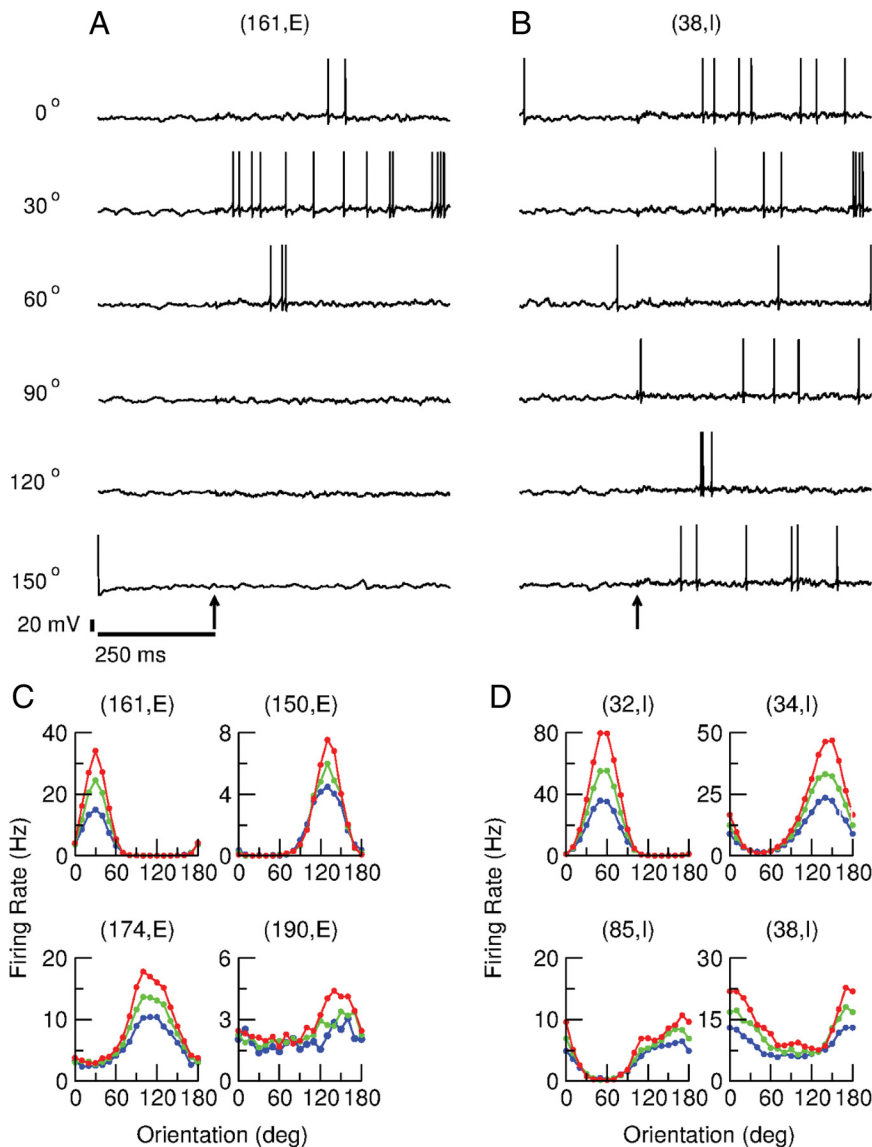 A
(161,E)
B
(38,I)
0 o
30 o
60 o
90 o
120 o
150 o
20 mV
250 ms
C
(161,E)
(150,E)
D
(32,I)
(34,I)
40
20
0
8
4
0
80
40
0
50
25
0
0 60 120 180
0 60 120 180
0 60 120 180
0 60 120 180
(174,E)
(190,E)
(85,I)
(38,I)
20
10
0
6
3
0
20
10
0
30
15
0
0 60 120 180
0 60 120 180
0 60 120 180
0 60 120 180
Firing Rate (Hz)
Firing Rate (Hz)
Orientation (deg)
Orientation (deg)